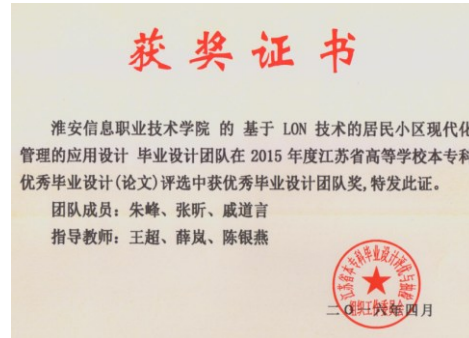 获奖证书
淮安信息职业技术学院 的 基于 LON 技术的居民小区现代化
管理的应用设计 毕业设计团队在 2015 年度江苏省高等学校本专科
优秀毕业设计(论文)评选中获优秀毕业设计团队奖,特发此证。
团队成员：朱峰、张昕、戚道言
指导教师：王超、薛岚、陈银燕
二〇一六年四月